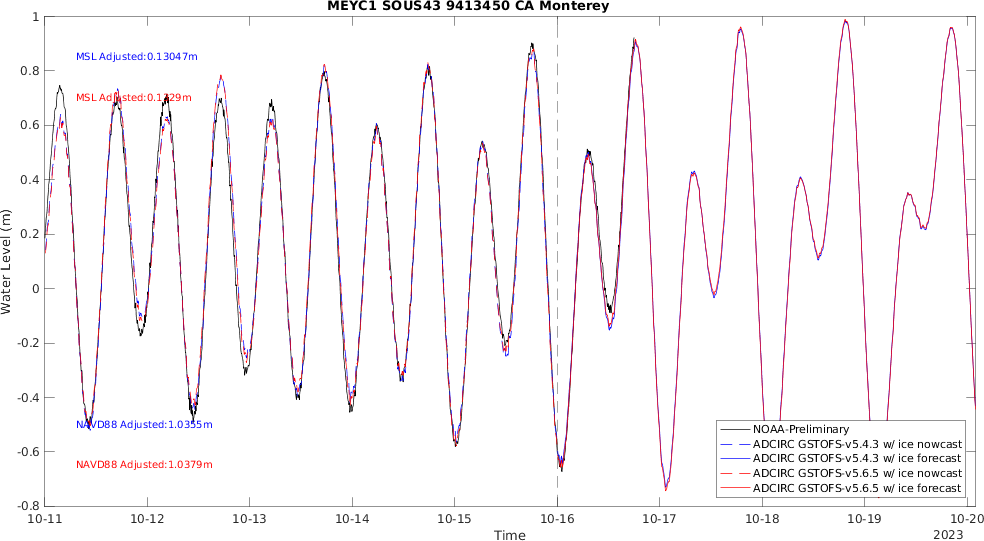 MEYC1 SOUS43 9413450 CA Monterey
Water Level (m)
1
0.8
0.6
0.4
0.2
0
-0.2
-0.4
-0.6
-0.8
MSL Adjusted:0.13047m
MSL Adjusted:0.1329m
NAVD88 Adjusted:1.0355m
NAVD88 Adjusted:1.0379m
NOAA-Preliminary
ADCIRC GSTOFS-v5.4.3 w/ ice nowcast
ADCIRC GSTOFS-v5.4.3 w/ ice forecast
ADCIRC GSTOFS-v5.6.5 w/ ice nowcast
ADCIRC GSTOFS-v5.6.5 w/ ice forecast
10-11 10-12 10-13 10-14 10-15 10-16 10-17 10-18 10-19 10-20
Time
2023